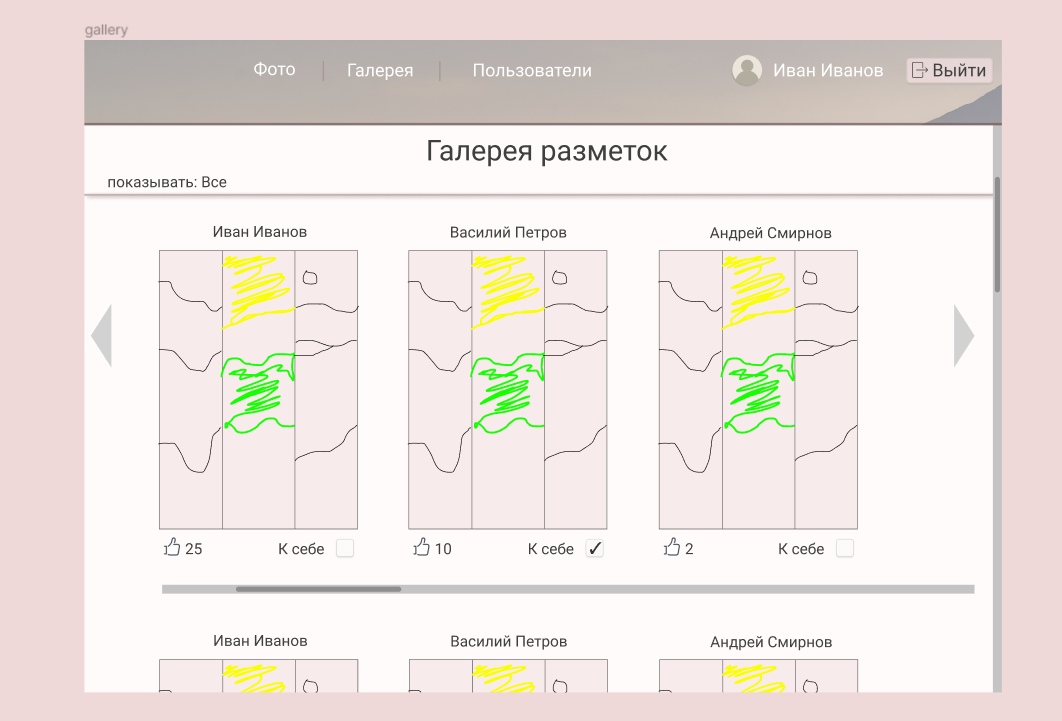 gallery
Фото Галерея Пользователи Иван Иванов Выйти
Галерея разметок
показывать: Все
Иван Иванов Василий Петров Андрей Смирнов
25 К себе 10 К себе 2 К себе
Иван Иванов Василий Петров Андрей Смирнов